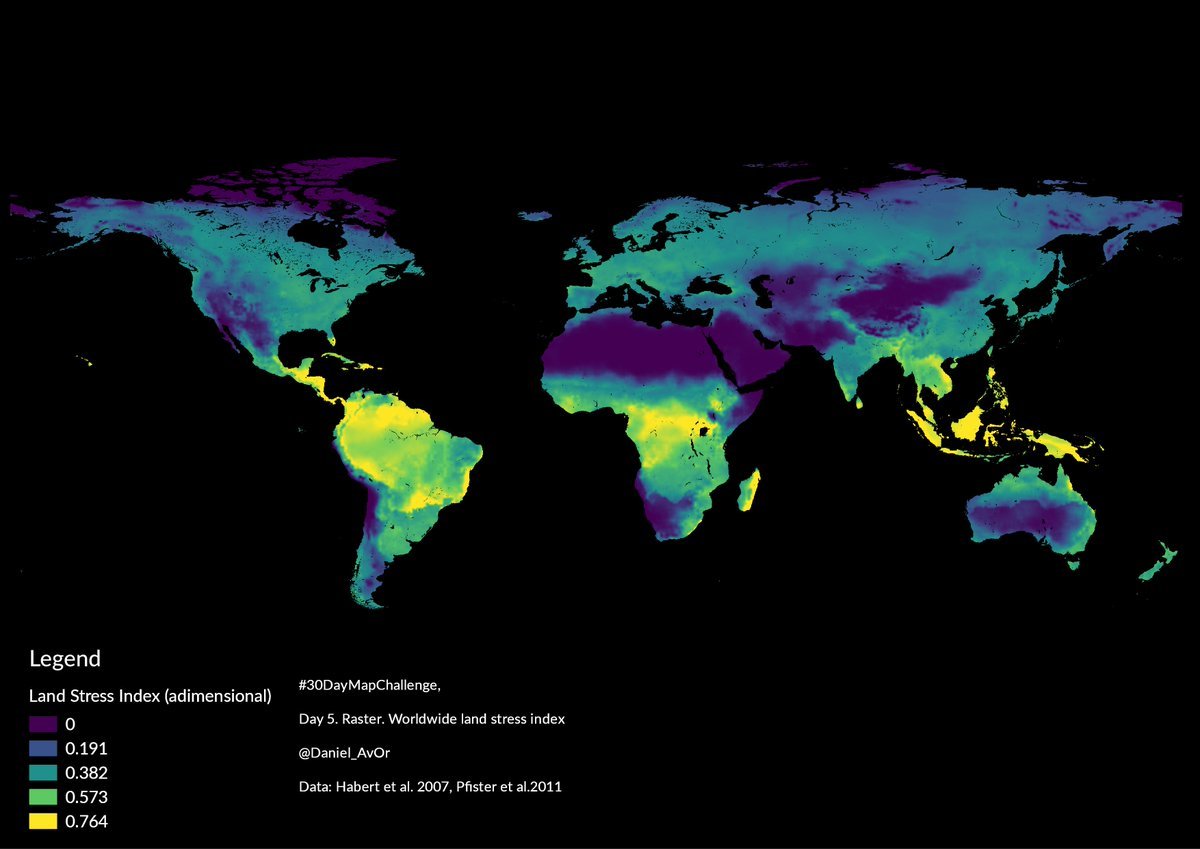 Legend
Land Stress Index (adimensional)
0
0.191
0.382
0.573
0.764
#30DayMapChallenge,
Day 5. Raster. Worldwide land stress index
@Daniel_AvOr
Data: Habert et al. 2007, Pfister et al.2011